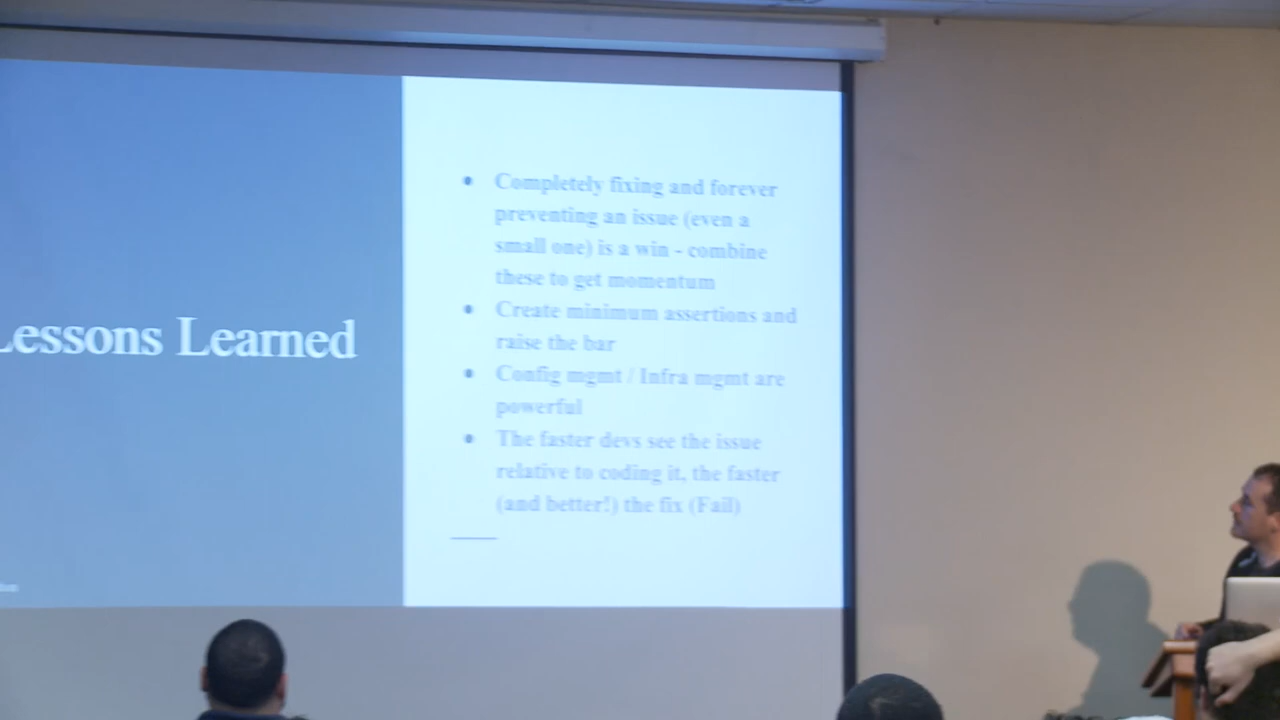 Lessons Learned
• Completely fixing and forever
preventing an issue (even a
small one) is a win - combine
these to get momentum
• Create minimum assertions and
raise the bar
• Config mgmt / Infra mgmt are
powerful
• The faster devs see the issue
relative to coding it, the faster
(and better!) the fix (Fail)